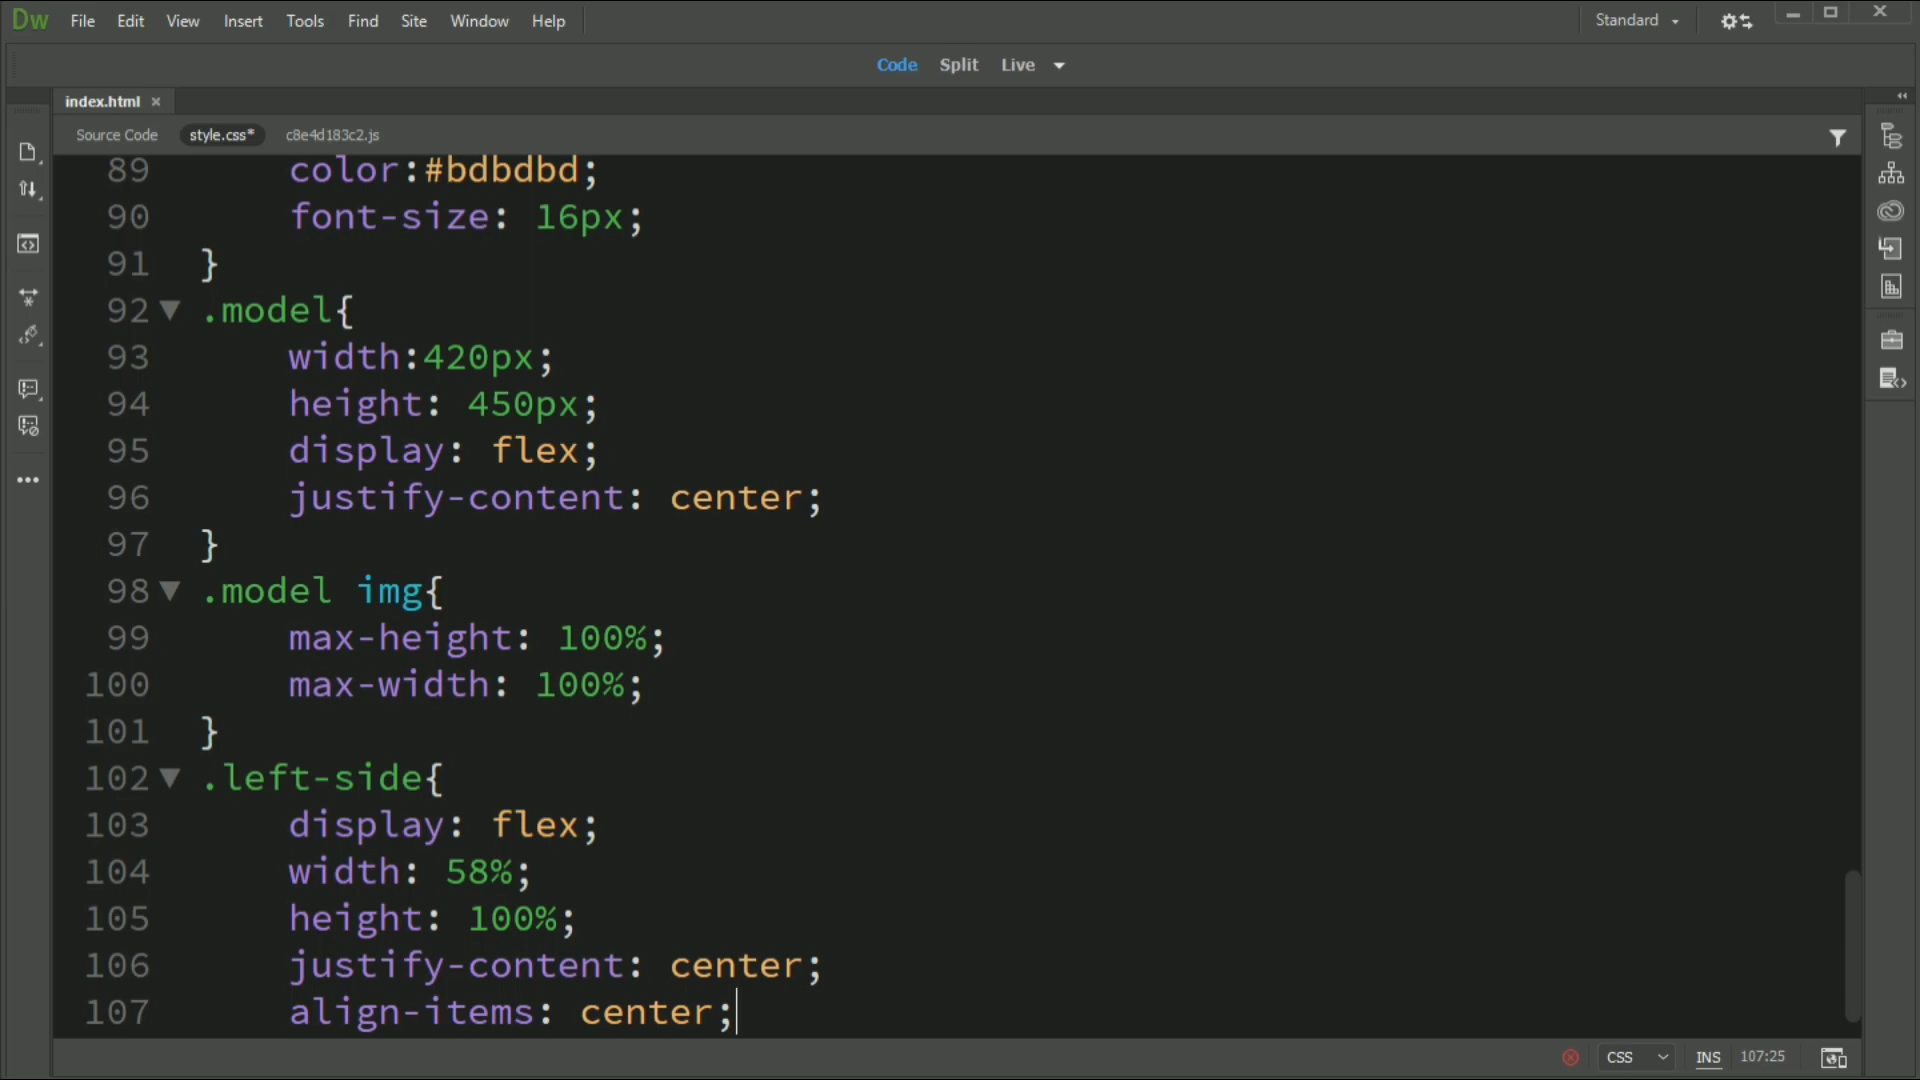 Dw File Edit View Insert Tools Find Site Window Help Standard
Code Split Live
index.html ×
Source Code style.css* c8e4d183c2.js
89 color:#bdbdbd;
90 font-size: 16px;
91 }
92 .model{
93 width:420px;
94 height: 450px;
95 display: flex;
96 justify-content: center;
97 }
98 .model img{
99 max-height: 100%;
100 max-width: 100%;
101 }
102 .left-side{
103 display: flex;
104 width: 58%;
105 height: 100%;
106 justify-content: center;
107 align-items: center;
CSS INS 107:25